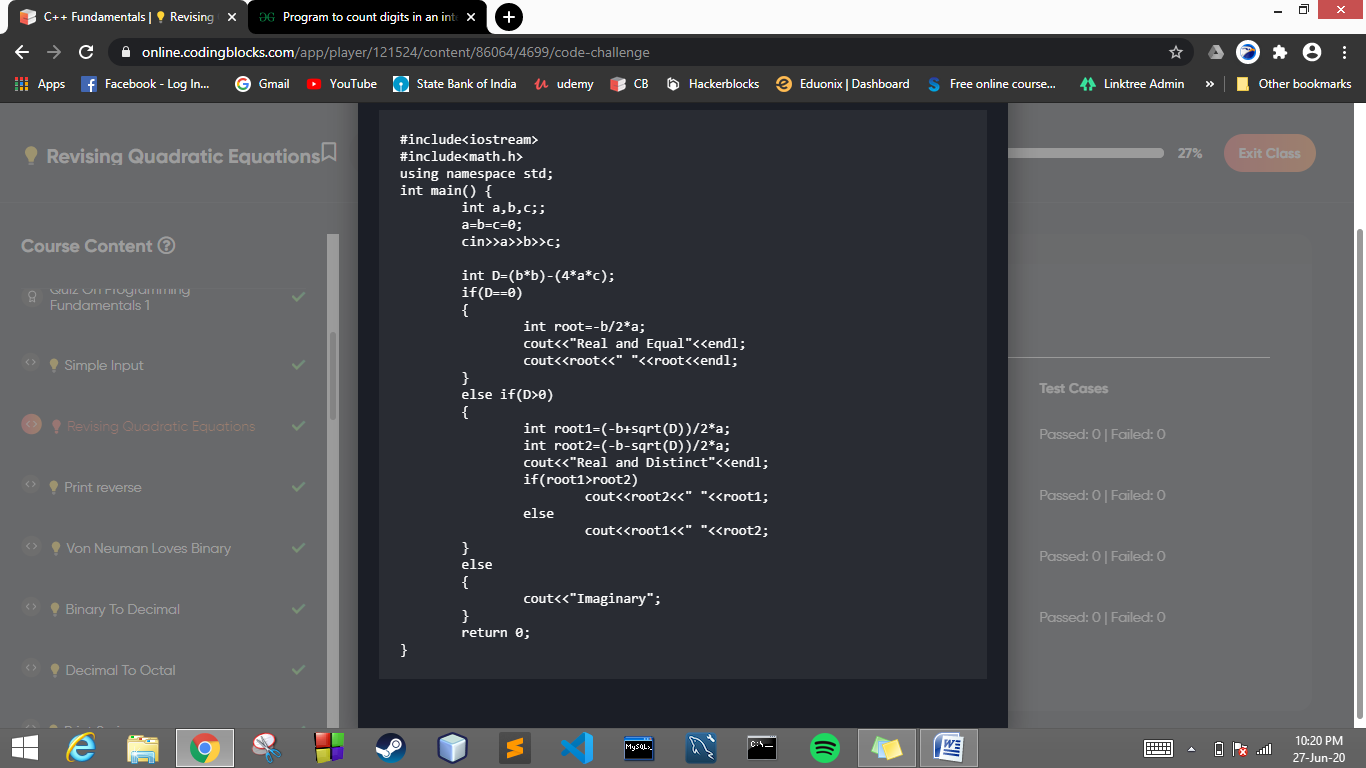 C++ Fundamentals | 💡 Revising
Program to count digits in an int
online.codingblocks.com/app/player/121524/content/86064/4699/code-challenge
Apps Facebook - Log In... Gmail YouTube State Bank of India udemy CB Hackerblocks Eduonix | Dashboard Free online course... Linktree Admin » Other bookmarks
💡 Revising Quadratic Equations
27% Exit Class
Course Content
Quiz On Programming
Fundamentals 1
💡 Simple Input
💡 Revising Quadratic Equations
💡 Print reverse
💡 Von Neuman Loves Binary
💡 Binary To Decimal
💡 Decimal To Octal
#include<iostream>
#include<math.h>
using namespace std;
int main() {
int a,b,c;;
a=b=c=0;
cin>>a>>b>>c;
int D=(b*b)-(4*a*c);
if(D==0)
{
int root=-b/2*a;
cout<<"Real and Equal"<<endl;
cout<<root<<" "<<root<<endl;
}
else if(D>0)
{
int root1=(-b+sqrt(D))/2*a;
int root2=(-b-sqrt(D))/2*a;
cout<<"Real and Distinct"<<endl;
if(root1>root2)
cout<<root2<<" "<<root1;
else
cout<<root1<<" "<<root2;
}
else
{
cout<<"Imaginary";
}
return 0;
}
Test Cases
Passed: 0 | Failed: 0
Passed: 0 | Failed: 0
Passed: 0 | Failed: 0
Passed: 0 | Failed: 0
10:20 PM
27-Jun-20